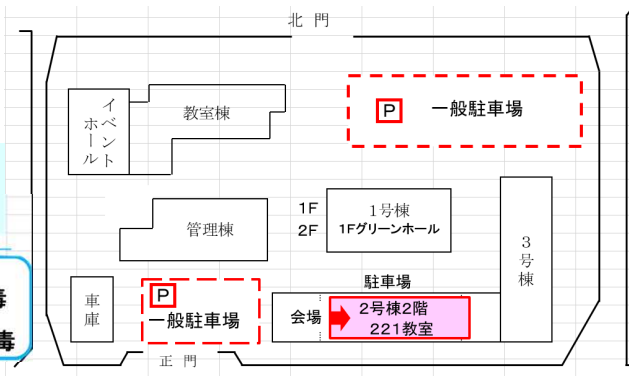 北 門
イベント
ホール
教室棟
P 一般駐車場
管理棟
1F
2F
1号棟
1Fグリーンホール
3号棟
車庫
P
一般駐車場
駐車場
会場
2号棟2階
221教室
正 門
毒